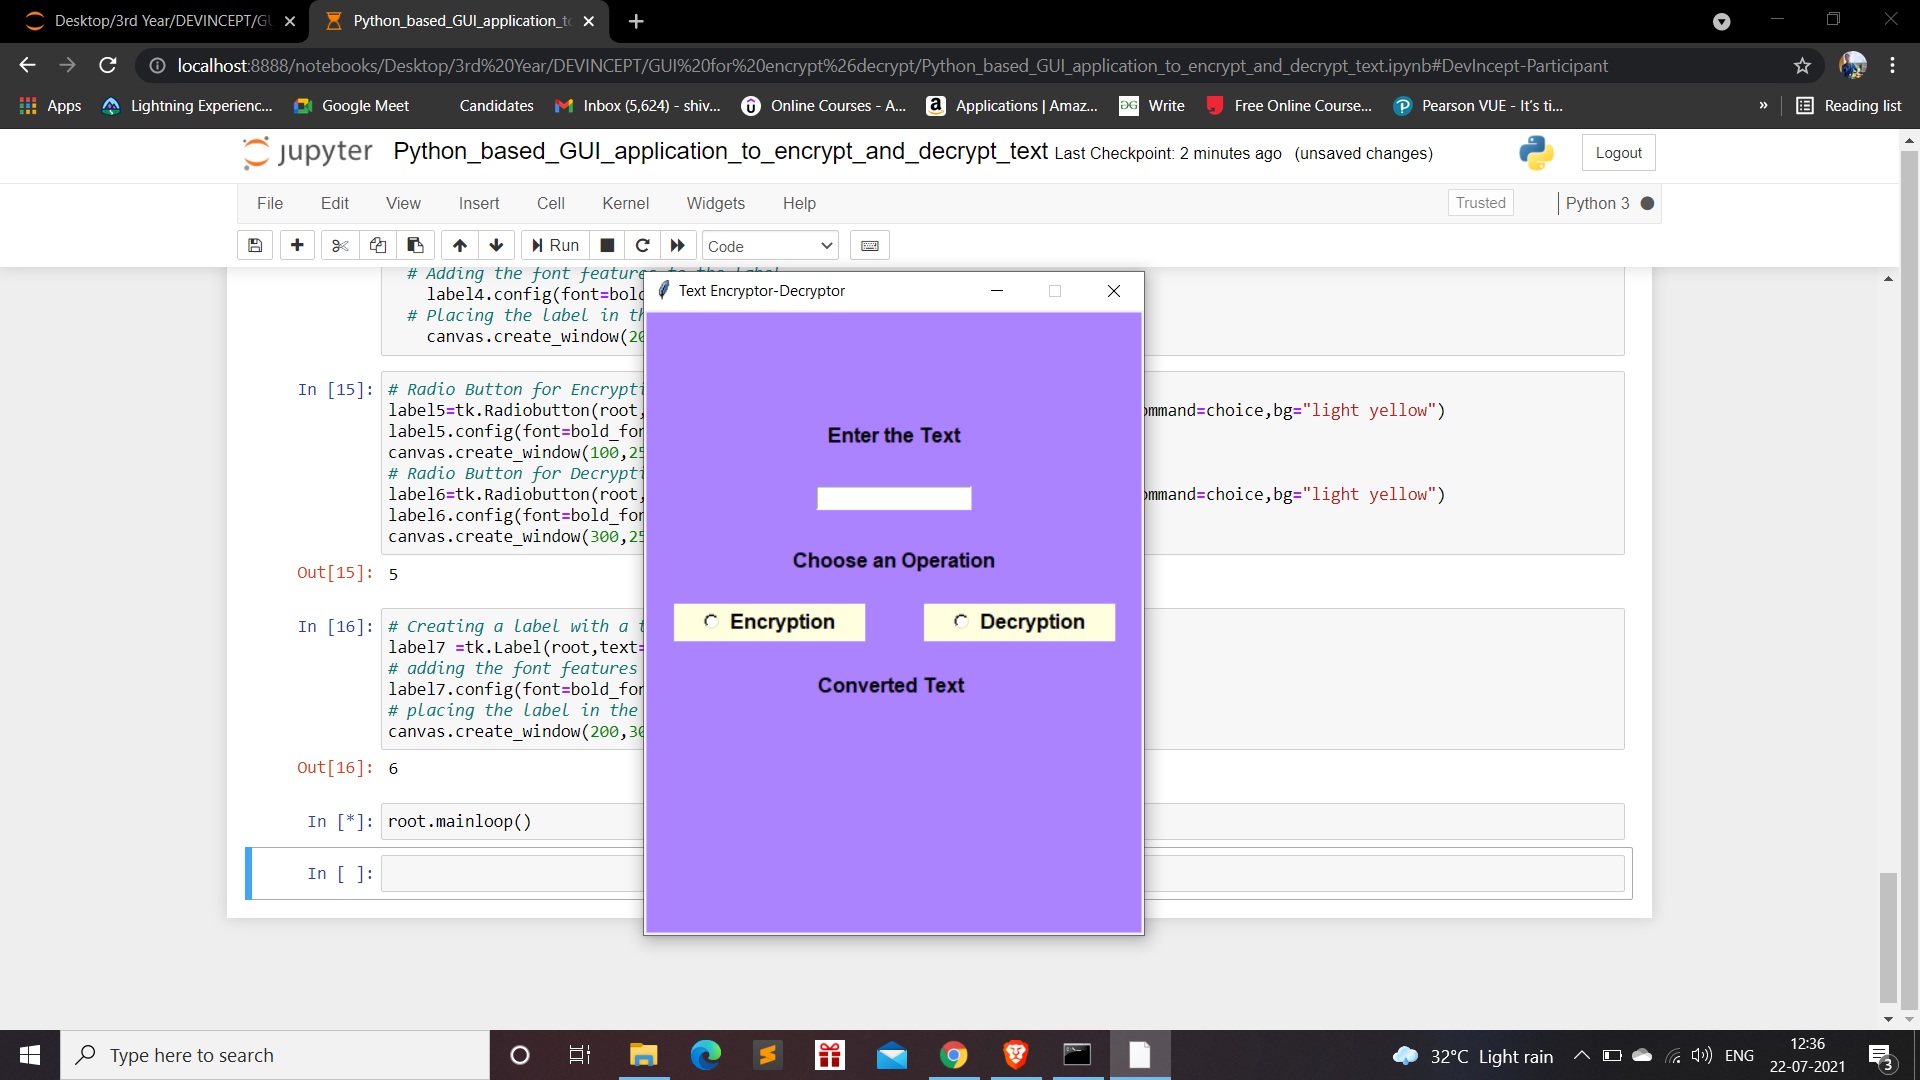 Desktop/3rd Year/DEVINCEPT/GU
Python_based_GUI_application_to
localhost:8888/notebooks/Desktop/3rd%20Year/DEVINCEPT/GUI%20for%20encrypt%26decrypt/Python_based_GUI_application_to_encrypt_and_decrypt_text.ipynb#DevIncept-Participant
Apps Lightning Experienc... Google Meet Candidates Inbox (5,624) - shiv... Online Courses - A... Applications | Amaz... Write Free Online Course... Pearson VUE - It's ti... » Reading list
jupyter Python_based_GUI_application_to_encrypt_and_decrypt_text Last Checkpoint: 2 minutes ago (unsaved changes) Logout
File Edit View Insert Cell Kernel Widgets Help Trusted Python 3
Run Code
# Adding the font features to the label
label4.config(font=bold
# Placing the label in th
canvas.create_window(20
In [15]: # Radio Button for Encrypti
label5=tk.Radiobutton(root, ommand=choice,bg="light yellow")
label5.config(font=bold_fon
canvas.create_window(100,25
# Radio Button for Decrypti
label6=tk.Radiobutton(root, ommand=choice,bg="light yellow")
label6.config(font=bold_fon
canvas.create_window(300,25
Out[15]: 5
In [16]: # Creating a label with a t
label7 =tk.Label(root,text=
# adding the font features
label7.config(font=bold_fon
# placing the label in the
canvas.create_window(200,30
Out[16]: 6
In [*]: root.mainloop()
In [ ]:
Text Encryptor-Decryptor
Enter the Text
Choose an Operation
Encryption Decryption
Converted Text
Type here to search
32°C Light rain ENG
12:36
22-07-2021
3